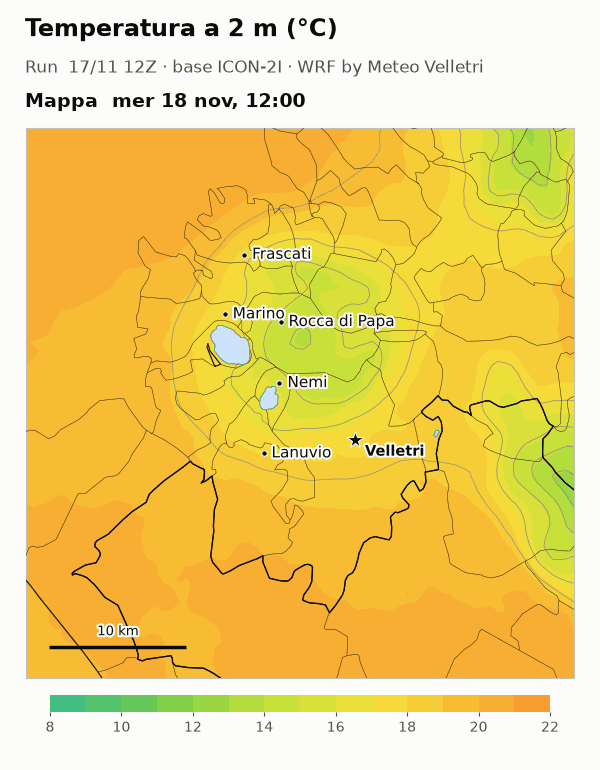 Temperatura a 2 m (°C)
Run  17/11 12Z · base ICON-2I · WRF by Meteo Velletri
Mappa  mer 18 nov, 12:00
Frascati
Marino
Rocca di Papa
Nemi
Velletri
Lanuvio
10 km
8 10 12 14 16 18 20 22